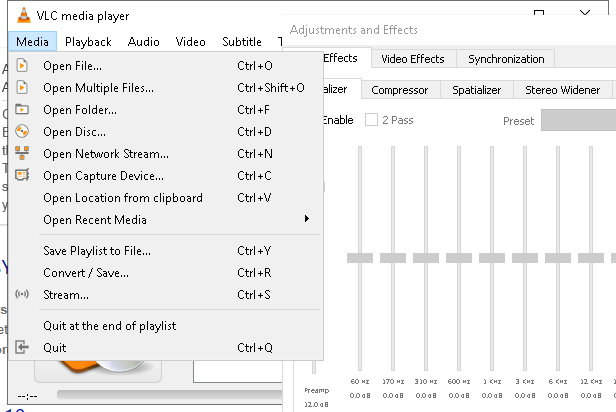 VLC media player
Adjustments and Effects
Media Playback Audio Video Subtitle T
Effects Video Effects Synchronization
alizer Compressor Spatializer Stereo Widener
Enable 2 Pass Preset
Open File... Ctrl+O
Open Multiple Files... Ctrl+Shift+O
Open Folder... Ctrl+F
Open Disc... Ctrl+D
Open Network Stream... Ctrl+N
Open Capture Device... Ctrl+C
Open Location from clipboard Ctrl+V
Open Recent Media
Save Playlist to File... Ctrl+Y
Convert / Save... Ctrl+R
Stream... Ctrl+S
Quit at the end of playlist
Quit Ctrl+Q
60 Hz 170 Hz 310 Hz 600 Hz 1 KHz 3 KHz 6 KHz 12 KHz
Preamp 0.0 dB 0.0 dB 0.0 dB 0.0 dB 0.0 dB 0.0 dB 0.0 dB 0.0 dB
12.0 dB
--:--